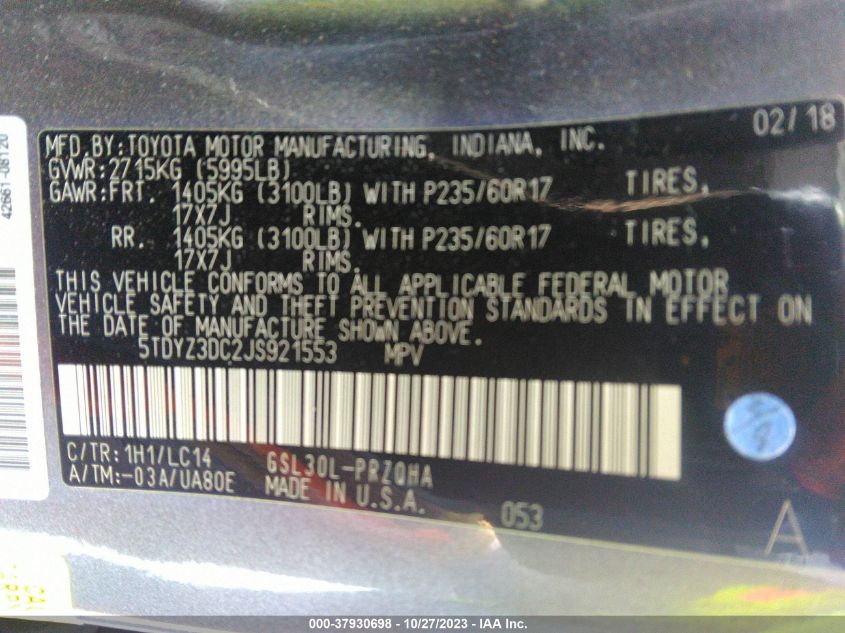 MFD.BY:TOYOTA MOTOR MANUFACTURING, INDIANA, INC. 02/18
GVWR:2715KG (5995LB)
GAWR:FRT. 1405KG (3100LB) WITH P235/60R17 TIRES,
17X7J RIMS.
RR. 1405KG (3100LB) WITH P235/60R17 TIRES,
17X7J RIMS.
THIS VEHICLE CONFORMS TO ALL APPLICABLE FEDERAL MOTOR
VEHICLE SAFETY AND THEFT PREVENTION STANDARDS IN EFFECT ON
THE DATE OF MANUFACTURE SHOWN ABOVE.
5TDYZ3DC2JS921553 MPV
C/TR:1H1/LC14 GSL30L-PRZQHA
A/TM:-03A/UA80E MADE IN U.S.A.
053
A
42661-08120
000-37930698 - 10/27/2023 - IAA Inc.